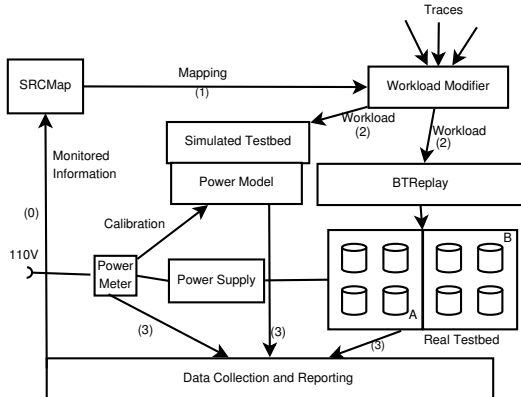 Traces
SRCMap
Mapping
(1)
Workload Modifier
Workload
(2)
Workload
(2)
Simulated Testbed
Power Model
BTReplay
Monitored
Information
(0)
Calibration
110V
Power
Meter
Power Supply
A
B
Real Testbed
(3)
(3)
(3)
Data Collection and Reporting